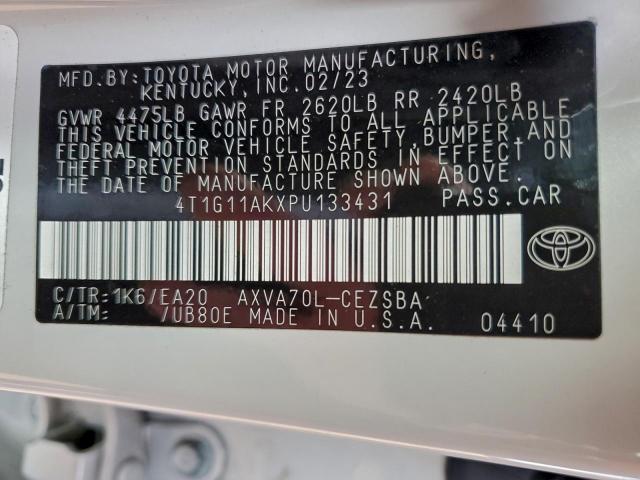 MFD.BY:TOYOTA MOTOR MANUFACTURING,
KENTUCKY,INC.02/23
GVWR 4475LB GAWR FR 2620LB RR 2420LB
THIS VEHICLE CONFORMS TO ALL APPLICABLE
FEDERAL MOTOR VEHICLE SAFETY,BUMPER,AND
THEFT PREVENTION STANDARDS IN EFFECT ON
THE DATE OF MANUFACTURE SHOWN ABOVE.
4T1G11AKXPU133431 PASS.CAR
C/TR:1K6/EA20 AXVA70L-CEZSBA
A/TM: /UB80E MADE IN U.S.A. 04410